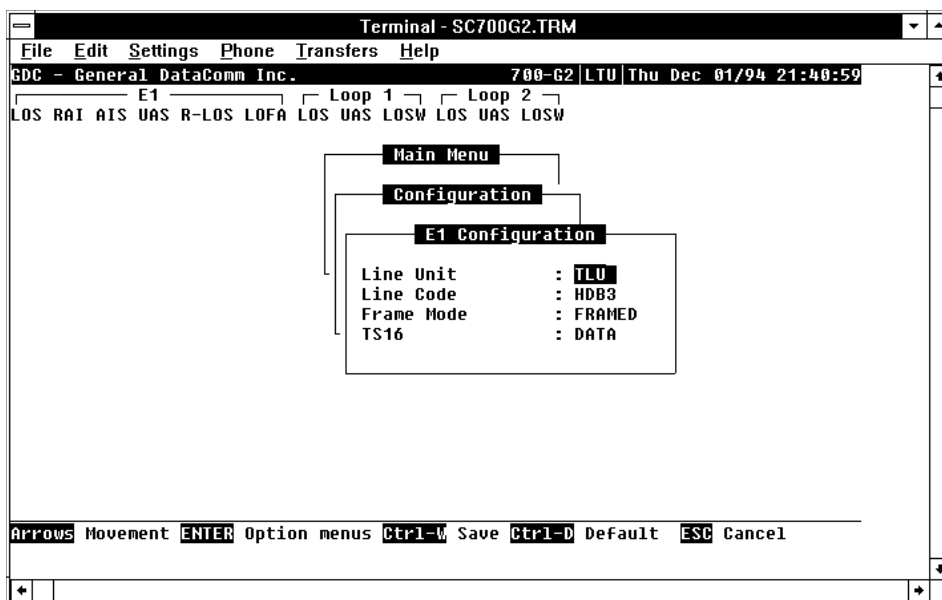 Terminal - SC700G2.TRM
File Edit Settings Phone Transfers Help
GDC - General DataComm Inc. 700-G2 LTU Thu Dec 01/94 21:40:59
E1 Loop 1 Loop 2
LOS RAI AIS UAS R-LOS LOFA LOS UAS LOSW LOS UAS LOSW
Main Menu
Configuration
E1 Configuration
Line Unit : TLU
Line Code : HDB3
Frame Mode : FRAMED
TS16 : DATA
Arrows Movement ENTER Option menus Ctrl-W Save Ctrl-D Default ESC Cancel